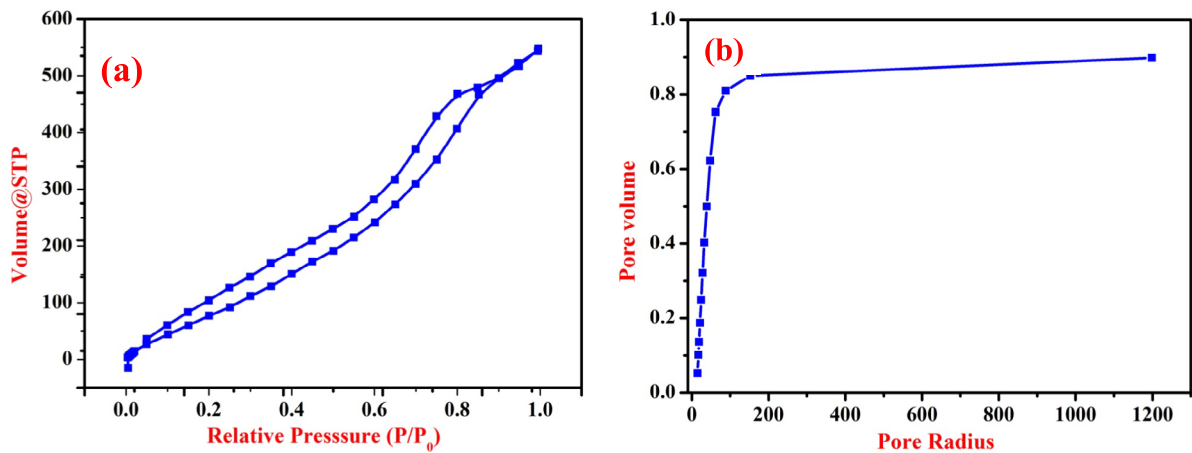 (a)
600
500
400
300
200
100
0
Volume@STP
0.0 0.2 0.4 0.6 0.8 1.0
Relative Presssure (P/P₀)
(b)
1.0
0.8
0.6
0.4
0.2
0.0
Pore volume
0 200 400 600 800 1000 1200
Pore Radius